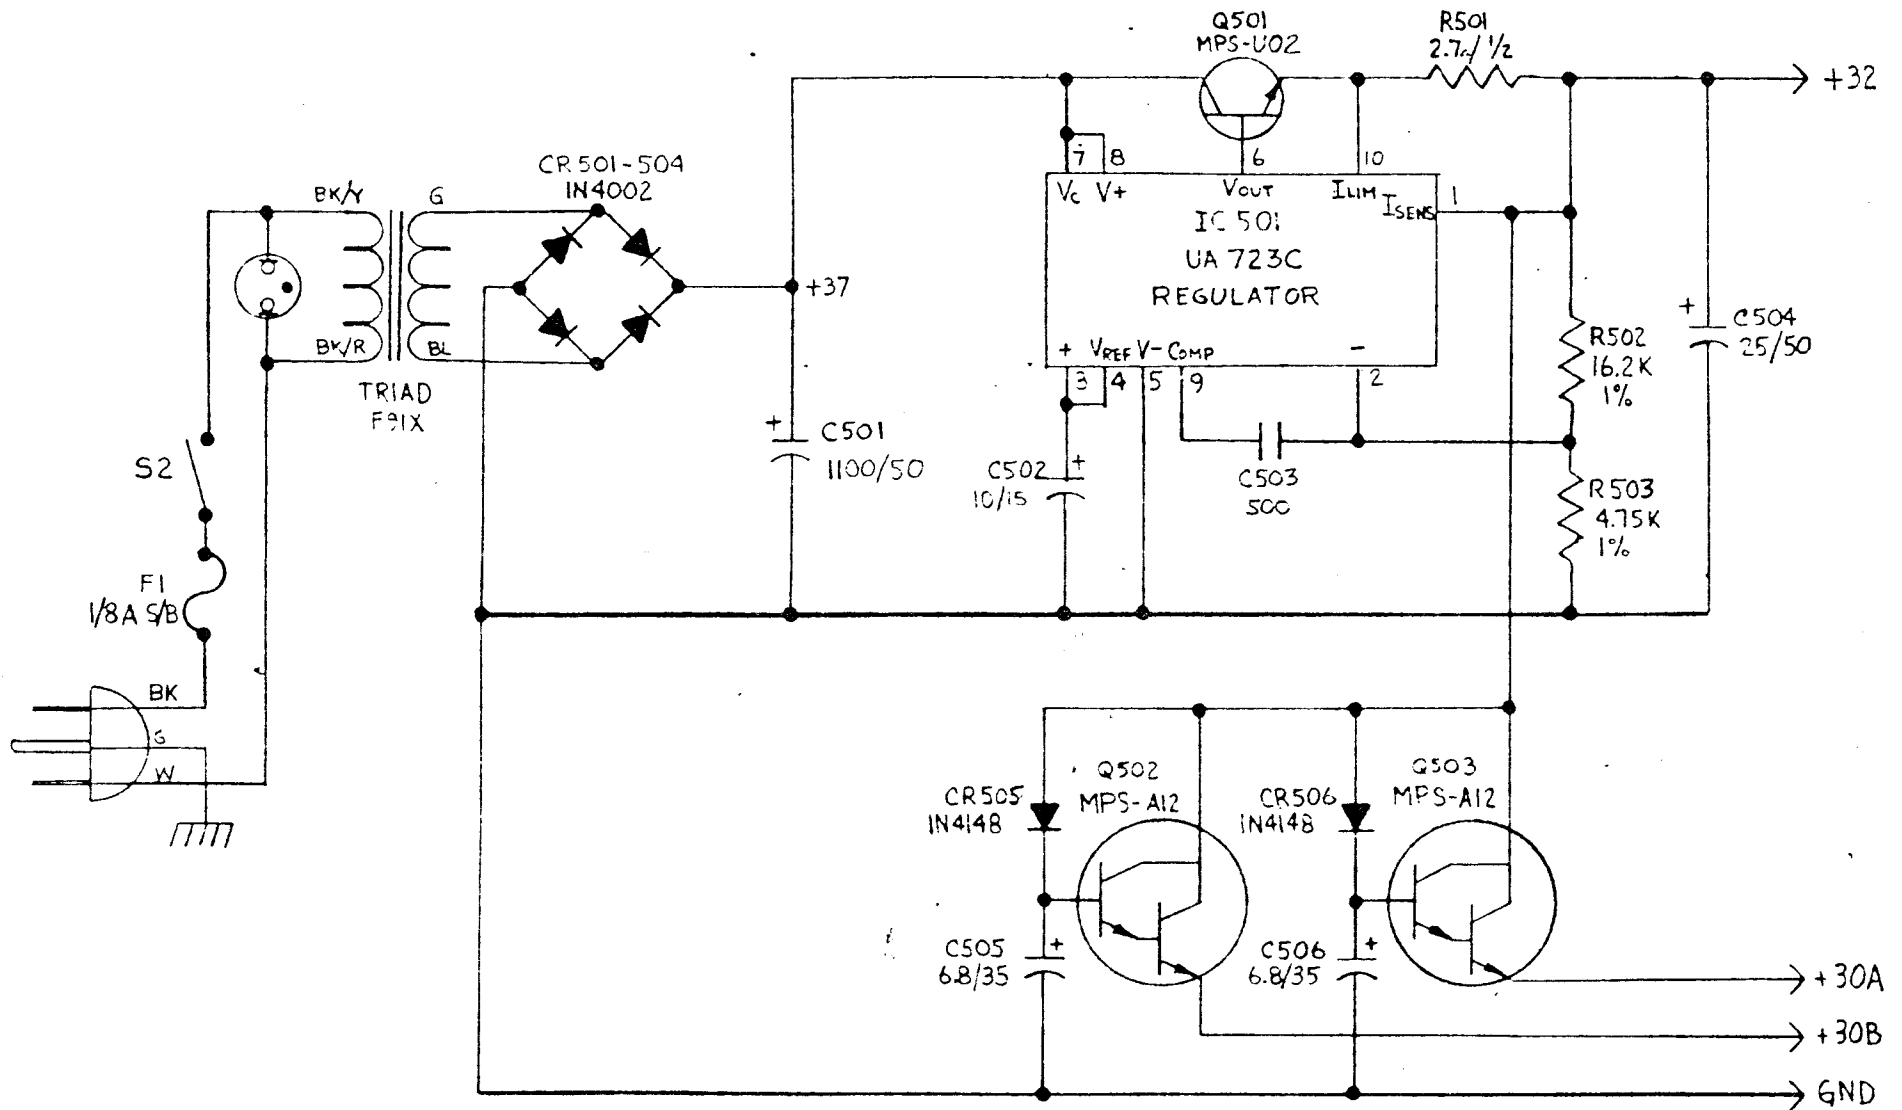 Q501
MPS-U02
R501
2.7Ω/½
+32
7
8
6
10
VC
V+
VOUT
ILIM
ISENS
1
IC 501
UA 723C
REGULATOR
+
VREF
V-
COMP
-
3
4
5
9
2
CR501-504
1N4002
BK/Y
G
BK/R
BL
TRIAD
F91X
+37
+
C501
1100/50
+
C502
10/15
C503
500
R502
16.2K
1%
R503
4.75K
1%
+
C504
25/50
S2
F1
1/8A S/B
BK
G
W
CR505
1N4148
Q502
MPS-A12
CR506
1N4148
Q503
MPS-A12
C505
6.8/35
+
C506
6.8/35
+
+30A
+30B
GND